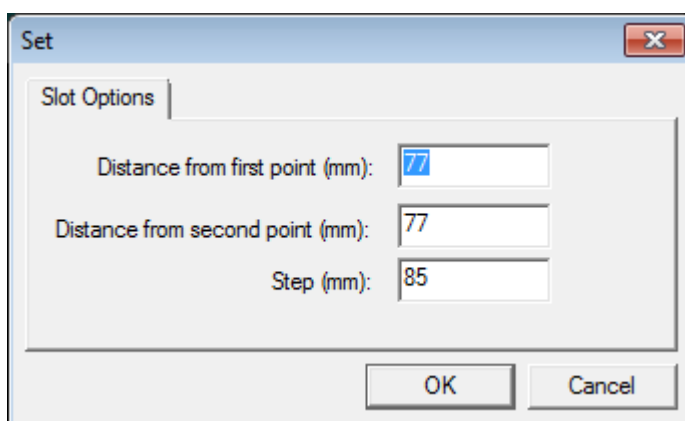 Set
Slot Options
Distance from first point (mm): 77
Distance from second point (mm): 77
Step (mm): 85
OK Cancel